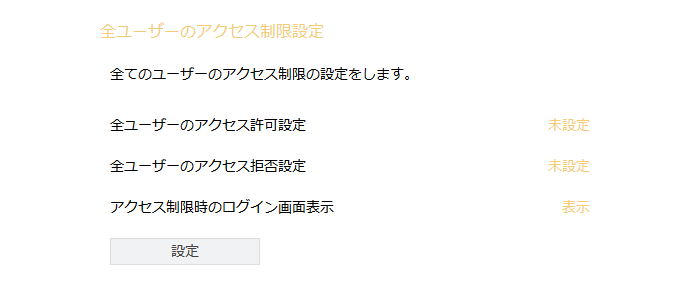 全ユーザーのアクセス制限設定
全てのユーザーのアクセス制限の設定をします。
全ユーザーのアクセス許可設定 未設定
全ユーザーのアクセス拒否設定 未設定
アクセス制限時のログイン画面表示 表示
設定